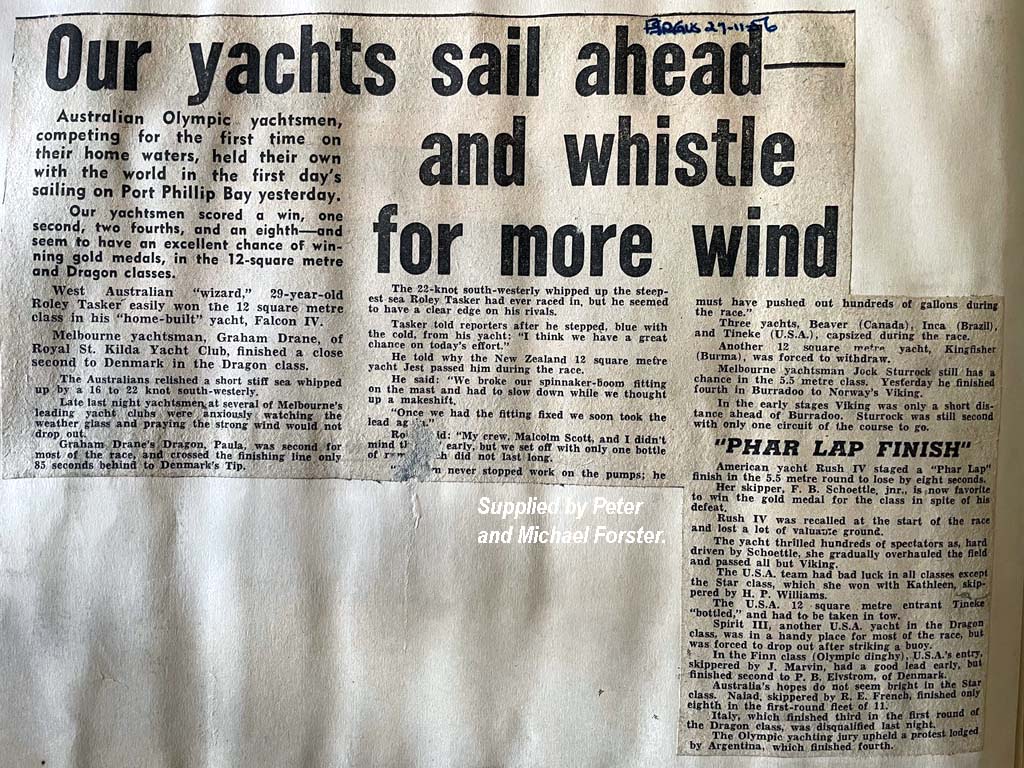 Argus 27-11-56
Our yachts sail ahead—
and whistle
for more wind
Australian Olympic yachtsmen,
competing for the first time on
their home waters, held their own
with the world in the first day's
sailing on Port Phillip Bay yesterday.
Our yachtsmen scored a win, one
second, two fourths, and an eighth—and
seem to have an excellent chance of win-
ning gold medals, in the 12-square metre
and Dragon classes.
West Australian "wizard," 29-year-old
Roley Tasker easily won the 12 square metre
class in his "home-built" yacht, Falcon IV.
Melbourne yachtsman, Graham Drane, of
Royal St. Kilda Yacht Club, finished a close
second to Denmark in the Dragon class.
The Australians relished a short stiff sea whipped
up by a 16 to 22 knot south-westerly.
Late last night yachtsmen at several of Melbourne's
leading yacht clubs were anxiously watching the
weather glass and praying the strong wind would not
drop out.
Graham Drane's Dragon, Paula, was second for
most of the race, and crossed the finishing line only
85 seconds behind to Denmark's Tip.
The 22-knot south-westerly whipped up the steep-
est sea Roley Tasker had ever raced in, but he seemed
to have a clear edge on his rivals.
Tasker told reporters after he stepped, blue with
the cold, from his yacht: "I think we have a great
chance on today's effort."
He told why the New Zealand 12 square metre
yacht Jest passed him during the race.
He said: "We broke our spinnaker-boom fitting
on the mast and had to slow down while we thought
up a makeshift.
"Once we had the fitting fixed we soon took the
lead
"My crew, Malcolm Scott, and I didn't
mind early, but we set off with only one bottle
of did not last long.
never stopped work on the pumps; he
must have pushed out hundreds of gallons during
the race."
Three yachts, Beaver (Canada), Inca (Brazil),
and Tineke (U.S.A.), capsized during the race.
Another 12 square metre yacht, Kingfisher
(Burma), was forced to withdraw.
Melbourne yachtsman Jock Sturrock still has a
chance in the 5.5 metre class. Yesterday he finished
fourth in Burradoo to Norway's Viking.
In the early stages Viking was only a short dis-
tance ahead of Burradoo. Sturrock was still second
with only one circuit of the course to go.
"PHAR LAP FINISH"
American yacht Rush IV staged a "Phar Lap"
finish in the 5.5 metre round to lose by eight seconds.
Her skipper, F. B. Schoettle, jnr., is now favorite
to win the gold medal for the class in spite of his
defeat.
Rush IV was recalled at the start of the race
and lost a lot of valuable ground.
The yacht thrilled hundreds of spectators as, hard
driven by Schoettle, she gradually overhauled the field
and passed all but Viking.
The U.S.A. team had bad luck in all classes except
the Star class, which she won with Kathleen, skip-
pered by H. P. Williams.
The U.S.A. 12 square metre entrant Tineke
"bottled," and had to be taken in tow.
Spirit III, another U.S.A. yacht in the Dragon
class, was in a handy place for most of the race, but
was forced to drop out after striking a buoy.
In the Finn class (Olympic dinghy), U.S.A.'s entry,
skippered by J. Marvin, had a good lead early, but
finished second to P. B. Elvstrom, of Denmark.
Australia's hopes do not seem bright in the Star
class. Naiad, skippered by R. E. French, finished only
eighth in the first-round fleet of 11.
Italy, which finished third in the first round of
the Dragon class, was disqualified last night.
The Olympic yachting jury upheld a protest lodged
by Argentina, which finished fourth.
Supplied by Peter
and Michael Forster.